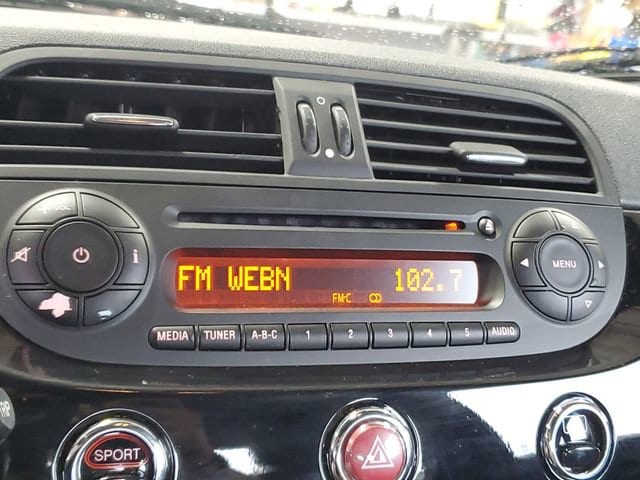 FM WEBN 102.7
FM-C
MENU
MEDIA TUNER A-B-C 1 2 3 4 5 AUDIO
SPORT